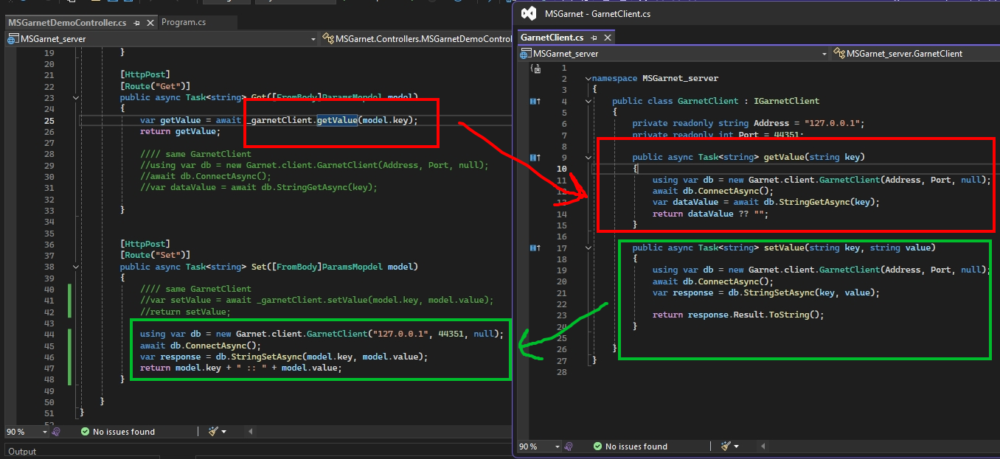 MSGarnetDemoController.cs
Program.cs
MSGarnet_server
MSGarnet.Controllers.MSGarnetDemoControl
19 }
20
21 [HttpPost]
22 [Route("Get")]
23 public async Task<string> Get([FromBody]ParamsMopdel model)
24 {
25 var getValue = await _garnetClient.getValue(model.key);
26 return getValue;
27
28 //// same GarnetClient
29 //using var db = new Garnet.client.GarnetClient(Address, Port, null);
30 //await db.ConnectAsync();
31 //var dataValue = await db.StringGetAsync(key);
32
33 }
34
35
36 [HttpPost]
37 [Route("Set")]
38 public async Task<string> Set([FromBody]ParamsMopdel model)
39 {
40 //// same GarnetClient
41 //var setValue = await _garnetClient.setValue(model.key, model.value);
42 //return setValue;
43
44 using var db = new Garnet.client.GarnetClient("127.0.0.1", 44351, null);
45 await db.ConnectAsync();
46 var response = db.StringSetAsync(model.key, model.value);
47 return model.key + " :: " + model.value;
48 }
49
50 }
51 }
52
90 %
No issues found
Output
MSGarnet - GarnetClient.cs
GarnetClient.cs
MSGarnet_server
MSGarnet_server.GarnetClient
1
2 namespace MSGarnet_server
3 {
4 public class GarnetClient : IGarnetClient
5 {
6 private readonly string Address = "127.0.0.1";
7 private readonly int Port = 44351;
8
9 public async Task<string> getValue(string key)
10 {
11 using var db = new Garnet.client.GarnetClient(Address, Port, null);
12 await db.ConnectAsync();
13 var dataValue = await db.StringGetAsync(key);
14 return dataValue ?? "";
15 }
16
17 public async Task<string> setValue(string key, string value)
18 {
19 using var db = new Garnet.client.GarnetClient(Address, Port, null);
20 await db.ConnectAsync();
21 var response = db.StringSetAsync(key, value);
22
23 return response.Result.ToString();
24 }
25
26 }
27 }
28
90 %
No issues found